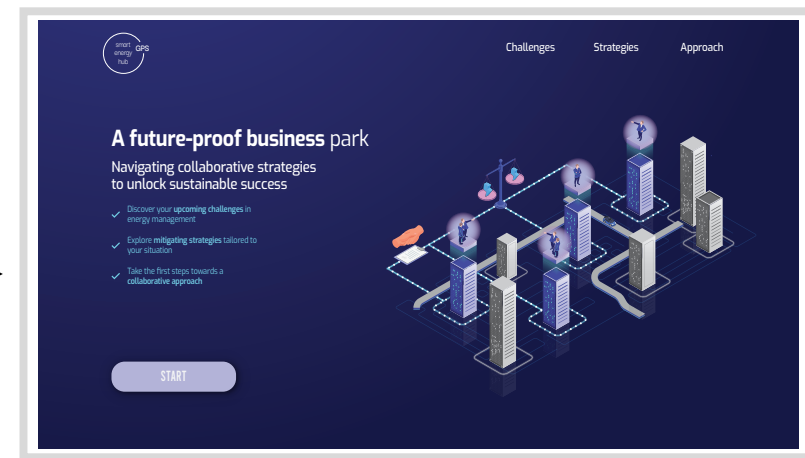 smart
energy GPS
hub
Challenges Strategies Approach
A future-proof business park
Navigating collaborative strategies
to unlock sustainable success
Discover your upcoming challenges in
energy management
Explore mitigating strategies tailored to
your situation
Take the first steps towards a
collaborative approach
START